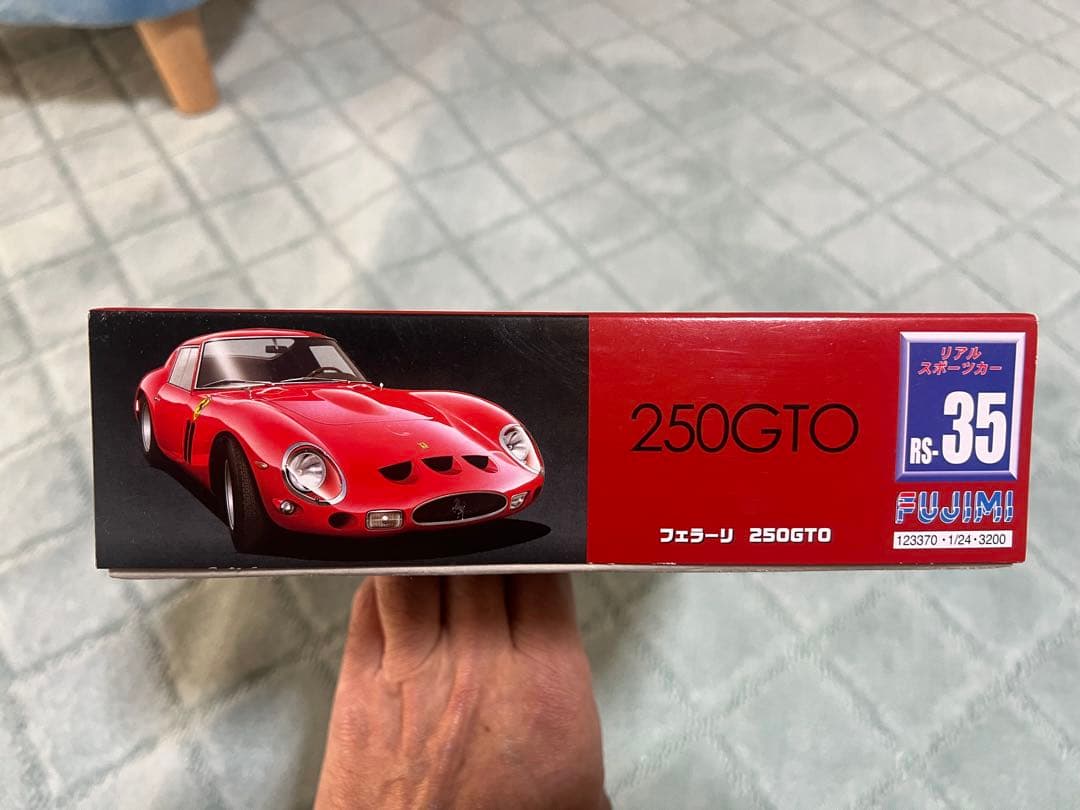 250GTO
フェラーリ 250GTO
リアル
スポーツカー
RS-35
FUJIMI
123370・1/24・3200